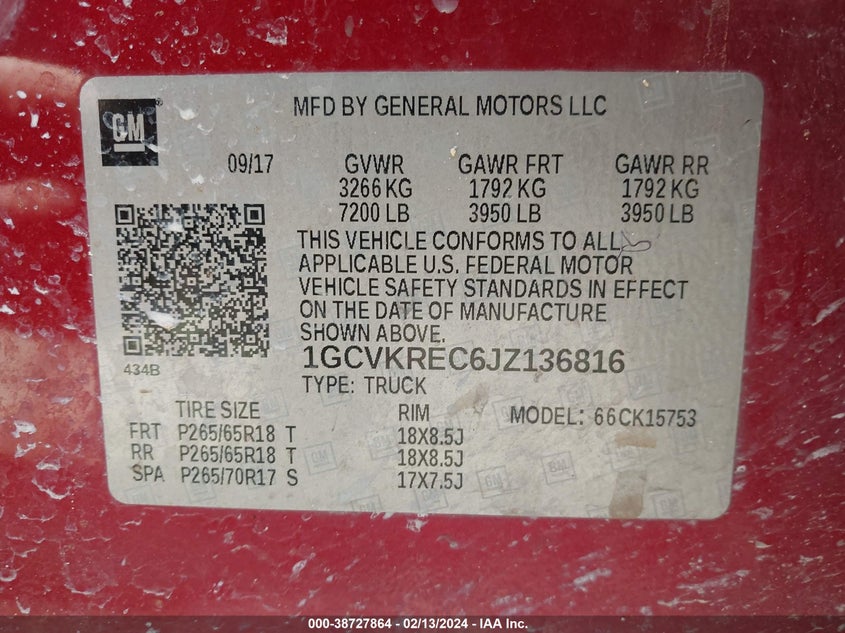 GM
MFD BY GENERAL MOTORS LLC
09/17 GVWR GAWR FRT GAWR RR
3266 KG 1792 KG 1792 KG
7200 LB 3950 LB 3950 LB
THIS VEHICLE CONFORMS TO ALL
APPLICABLE U.S. FEDERAL MOTOR
VEHICLE SAFETY STANDARDS IN EFFECT
ON THE DATE OF MANUFACTURE
SHOWN ABOVE.
434B
1GCVKREC6JZ136816
TYPE: TRUCK
TIRE SIZE RIM MODEL: 66CK15753
FRT P265/65R18 T 18X8.5J
RR P265/65R18 T 18X8.5J
SPA P265/70R17 S 17X7.5J
000-38727864 - 02/13/2024 - IAA Inc.